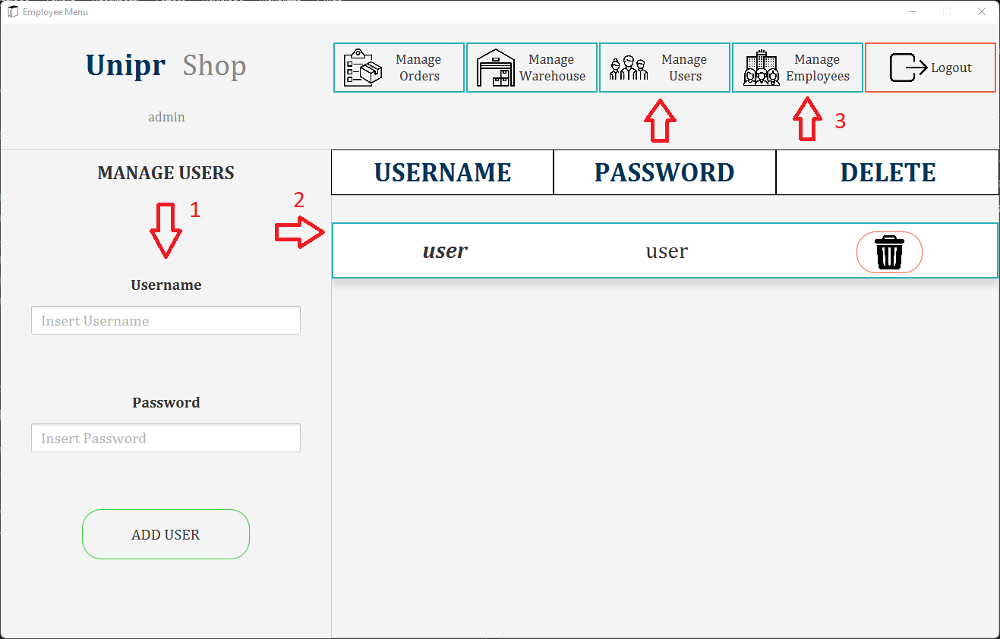 Employee Menu
Unipr Shop
admin
Manage
Orders
Manage
Warehouse
Manage
Users
Manage
Employees
Logout
3
MANAGE USERS
1
2
Username
Insert Username
Password
Insert Password
ADD USER
USERNAME PASSWORD DELETE
user user